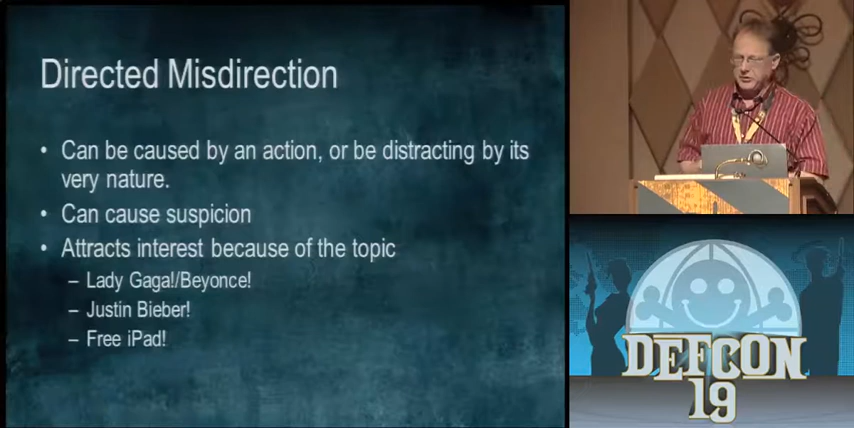 Directed Misdirection
• Can be caused by an action, or be distracting by its
very nature.
• Can cause suspicion
• Attracts interest because of the topic
– Lady Gaga!/Beyonce!
– Justin Bieber!
– Free iPad!
DEFCON
19